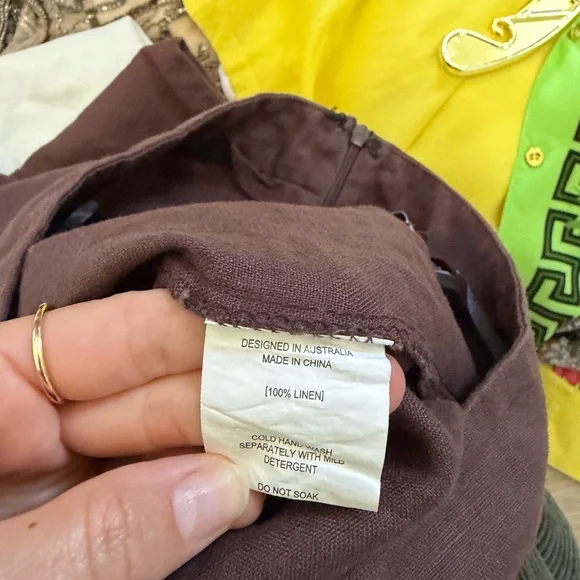 DESIGNED IN AUSTRALIA
MADE IN CHINA
[100% LINEN]
COLD HAND WASH
SEPARATELY WITH MILD
DETERGENT
DO NOT SOAK